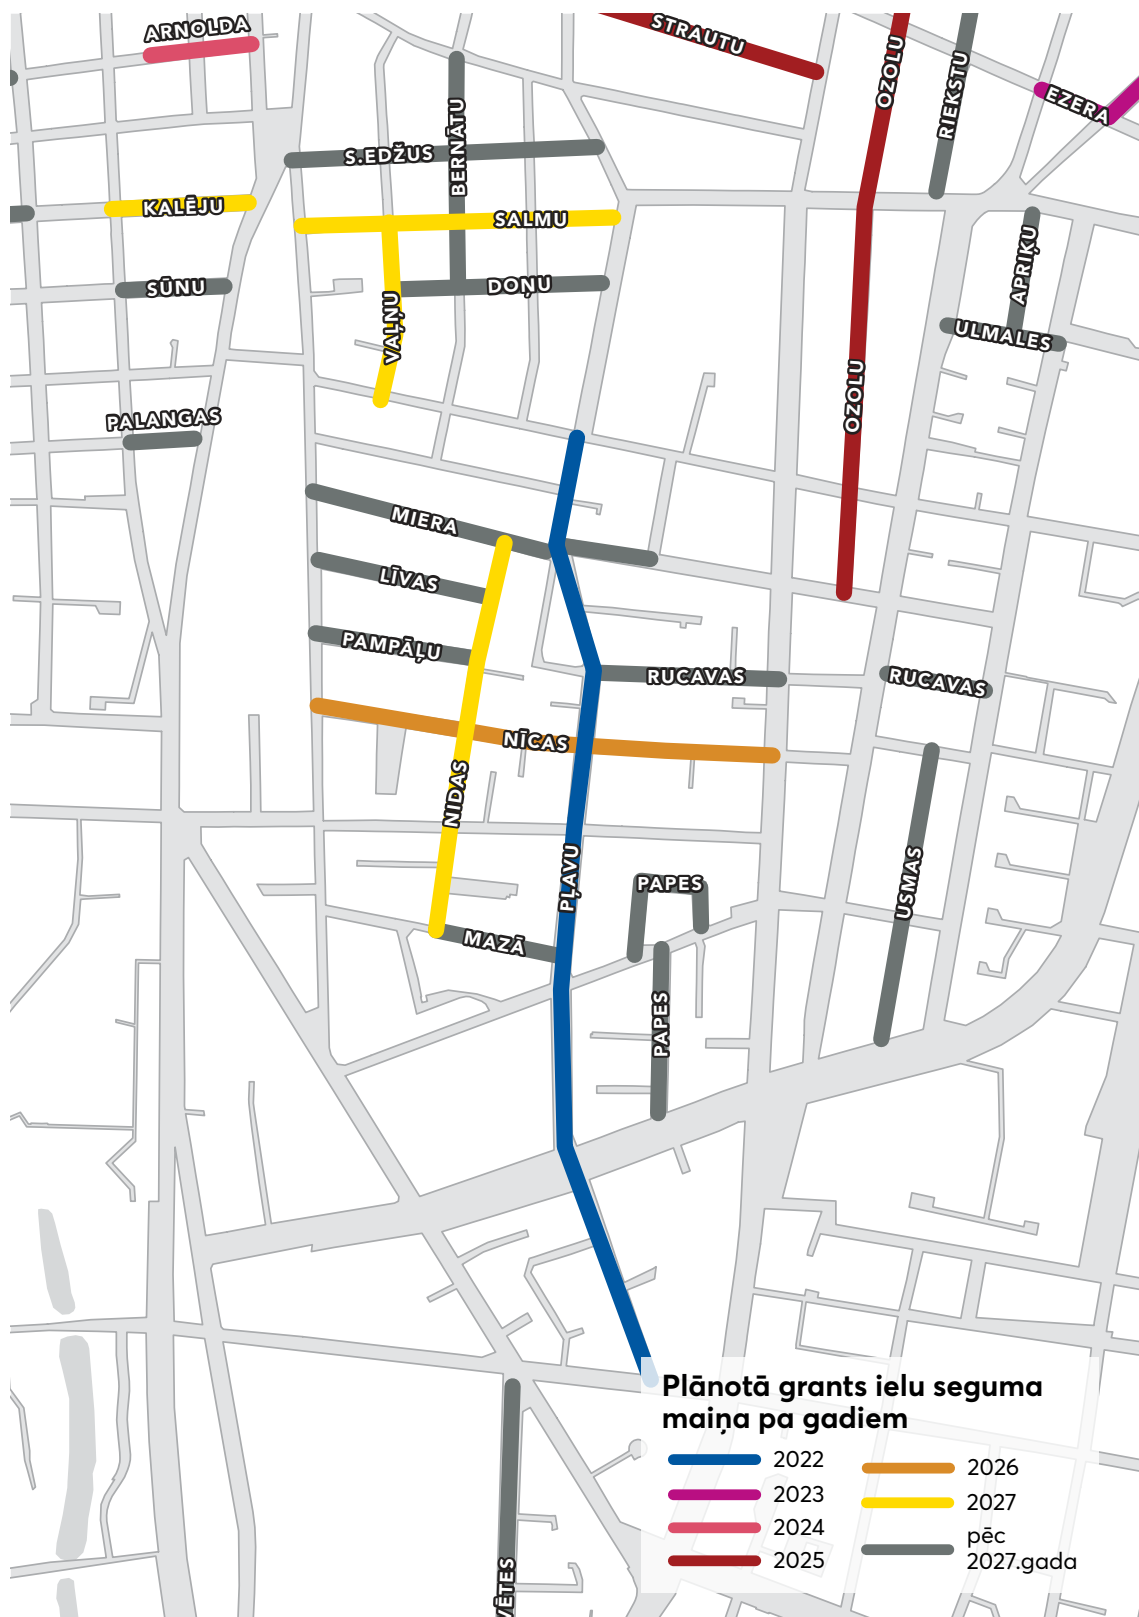 ARNOLDA
STRAUTU
OZOLU
RIEKSTU
EZERA
BERNĀTU
S.EDŽUS
KALĒJU
SALMU
APRIĶU
SŪNU
DOŅU
VAĻŅU
ULMALES
OZOLU
PALANGAS
MIERA
LĪVAS
PAMPĀĻU
RUCAVAS
RUCAVAS
NĪCAS
NIDAS
PĻAVU
PAPES
USMAS
MAZĀ
PAPES
Plānotā grants ielu seguma
maiņa pa gadiem
2022
2023
2024
2025
2026
2027
pēc
2027.gada
VĒTES